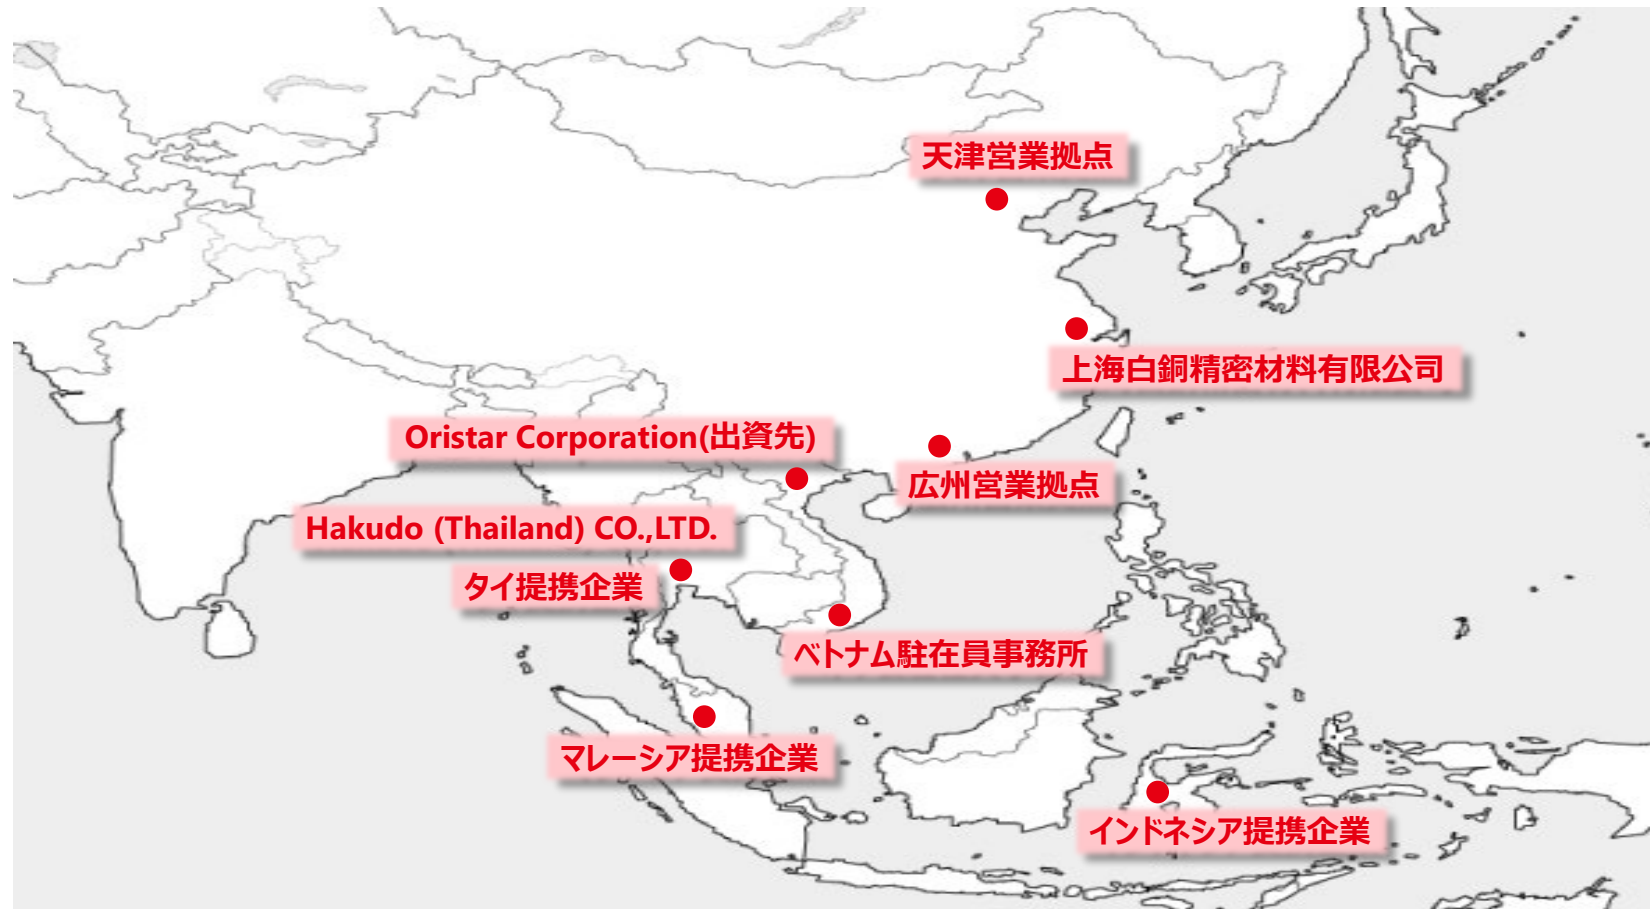 天津営業拠点
上海白銅精密材料有限公司
Oristar Corporation(出資先)
広州営業拠点
Hakudo (Thailand) CO.,LTD.
タイ提携企業
ベトナム駐在員事務所
マレーシア提携企業
インドネシア提携企業